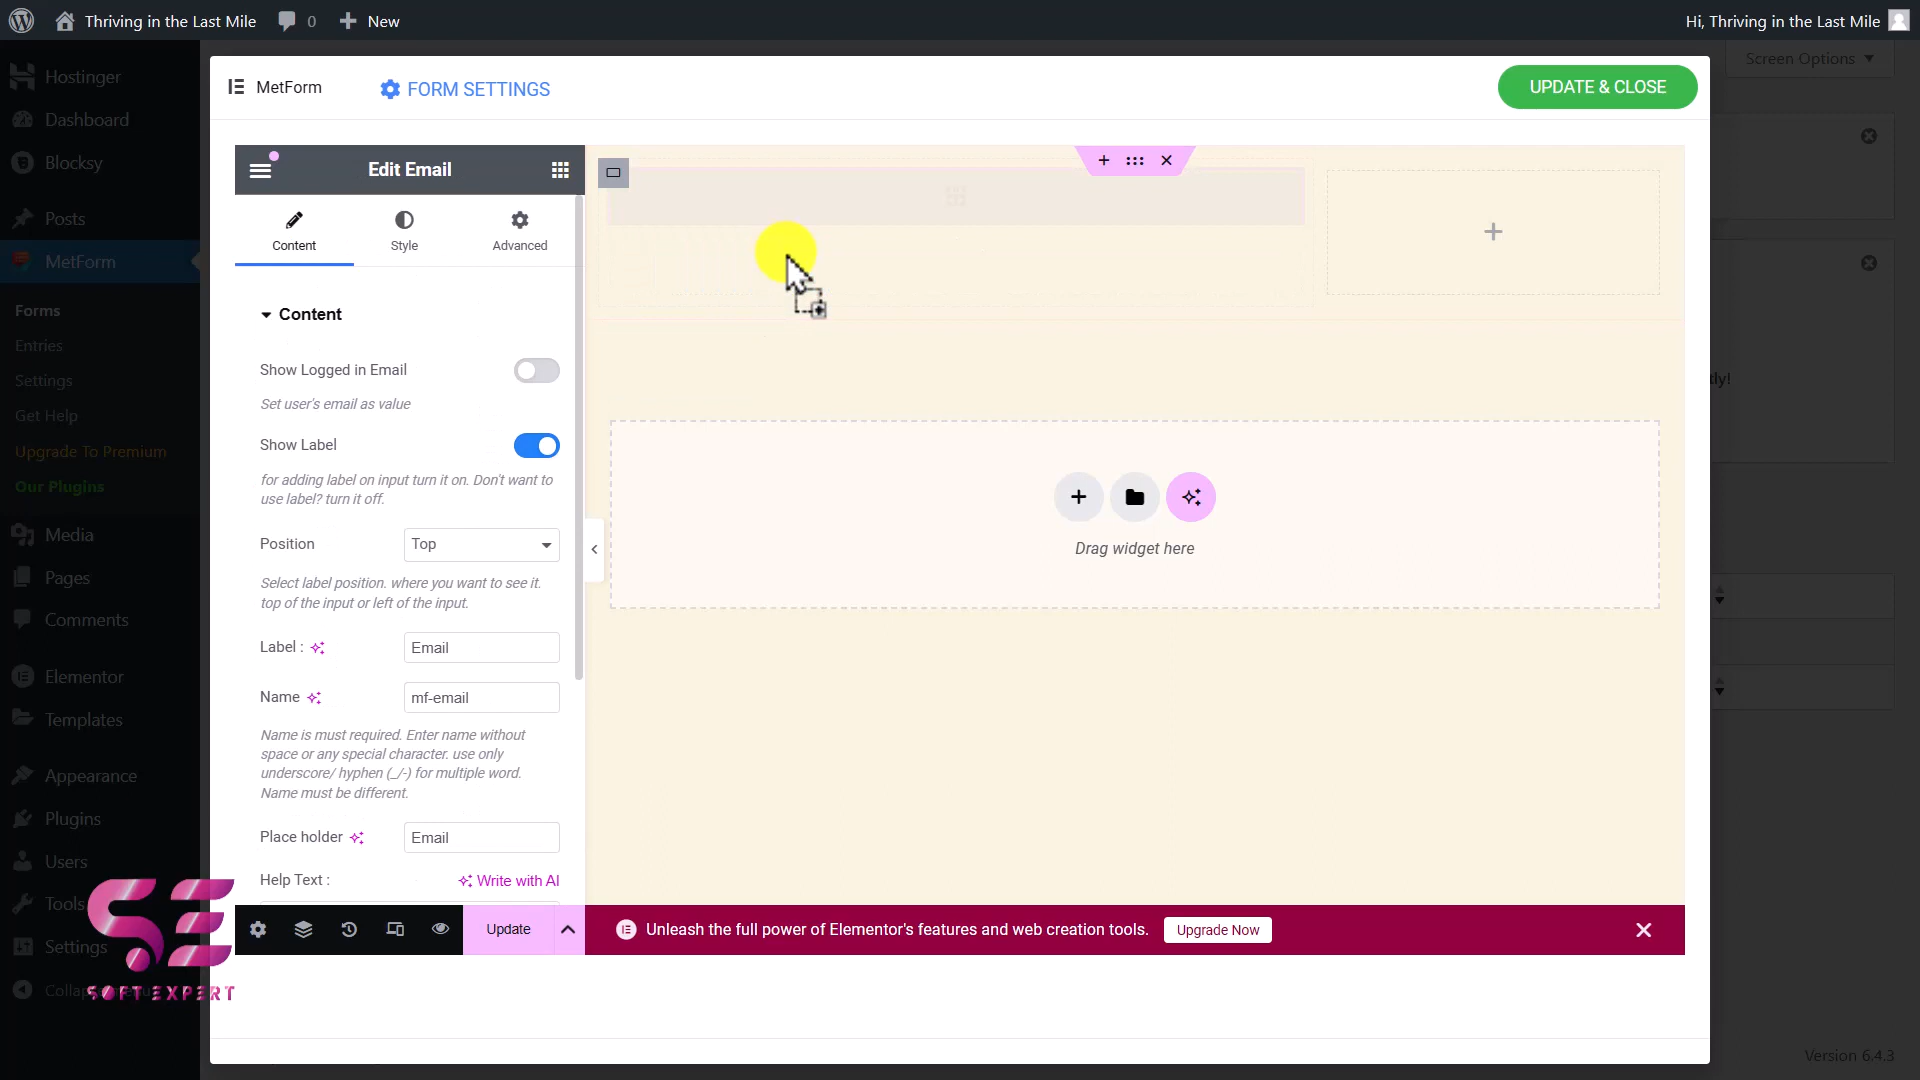 Thriving in the Last Mile
0
New
Hi, Thriving in the Last Mile
Screen Options
Hostinger
Dashboard
Blocksy
Posts
MetForm
Forms
Entries
Settings
Get Help
Upgrade To Premium
Our Plugins
Media
Pages
Comments
Elementor
Templates
Appearance
Plugins
Users
Tools
Settings
SOFT EXPERT
MetForm
FORM SETTINGS
UPDATE & CLOSE
Edit Email
Content
Style
Advanced
Content
Show Logged in Email
Set user's email as value
Show Label
for adding label on input turn it on. Don't want to
use label? turn it off.
Position
Top
Select label position. where you want to see it.
top of the input or left of the input.
Label :
Email
Name
mf-email
Name is must required. Enter name without
space or any special character. use only
underscore/ hyphen (_/-) for multiple word.
Name must be different.
Place holder
Email
Help Text :
Write with AI
Update
Drag widget here
Unleash the full power of Elementor's features and web creation tools.
Upgrade Now
Version 6.4.3